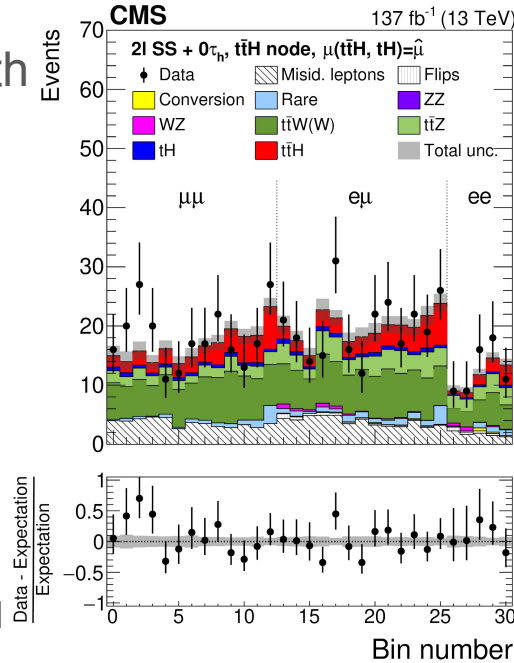 th
CMS 137 fb⁻¹ (13 TeV)
Events
2l SS + 0τₕ, tt̄H node, μ(tt̄H, tH)=μ̂
Data Misid. leptons Flips
Conversion Rare ZZ
WZ tt̄W(W) tt̄Z
tH tt̄H Total unc.
μμ eμ ee
70
60
50
40
30
20
10
0
Data - Expectation
Expectation
1
0.5
0
−0.5
−1
0 5 10 15 20 25 30
Bin number